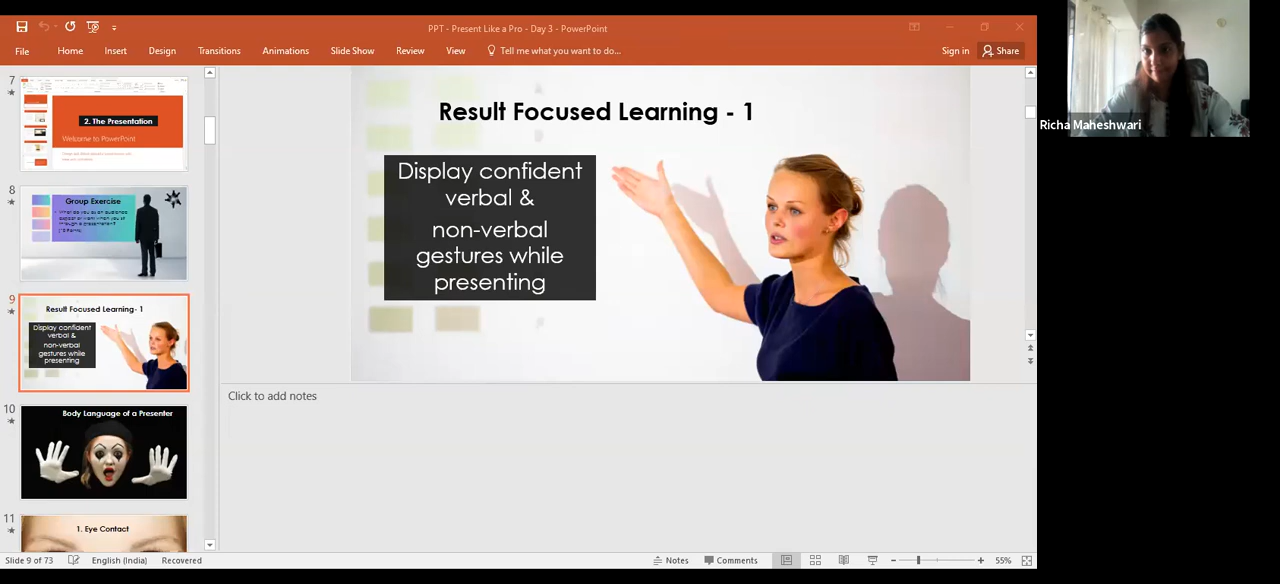 PPT - Present Like a Pro - Day 3 - PowerPoint
File Home Insert Design Transitions Animations Slide Show Review View Tell me what you want to do... Sign in Share
7
2. The Presentation
Welcome to PowerPoint
8
Group Exercise
9
Result Focused Learning - 1
Display confident
verbal &
non-verbal
gestures while
presenting
10
Body Language of a Presenter
11
1. Eye Contact
Result Focused Learning - 1
Display confident
verbal &
non-verbal
gestures while
presenting
Click to add notes
Richa Maheshwari
Slide 9 of 73 English (India) Recovered Notes Comments 55%